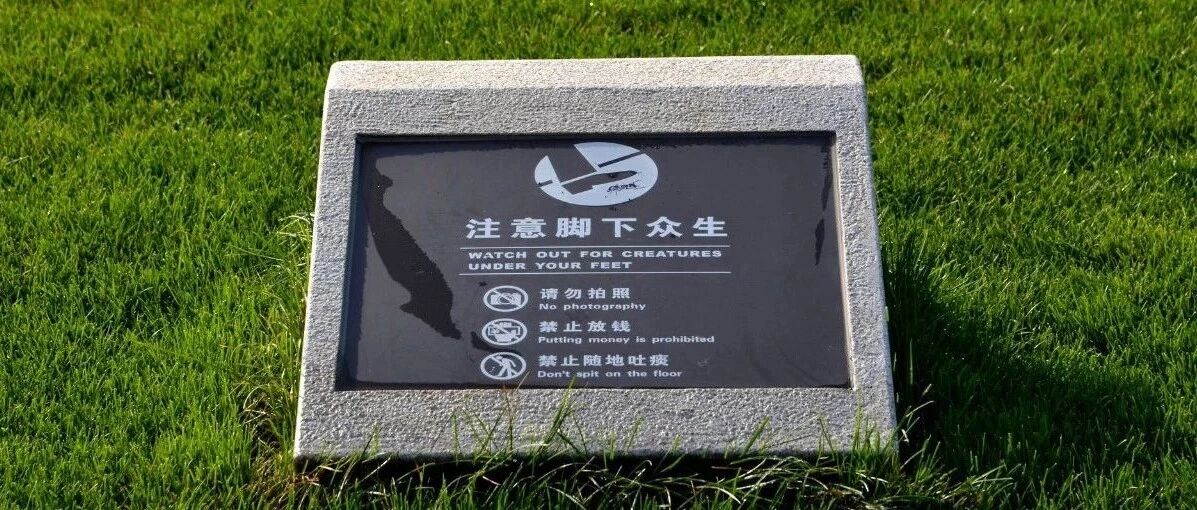 注意脚下众生
WATCH OUT FOR CREATURES
UNDER YOUR FEET
请勿拍照
No photography
禁止放钱
Putting money is prohibited
禁止随地吐痰
Don't spit on the floor